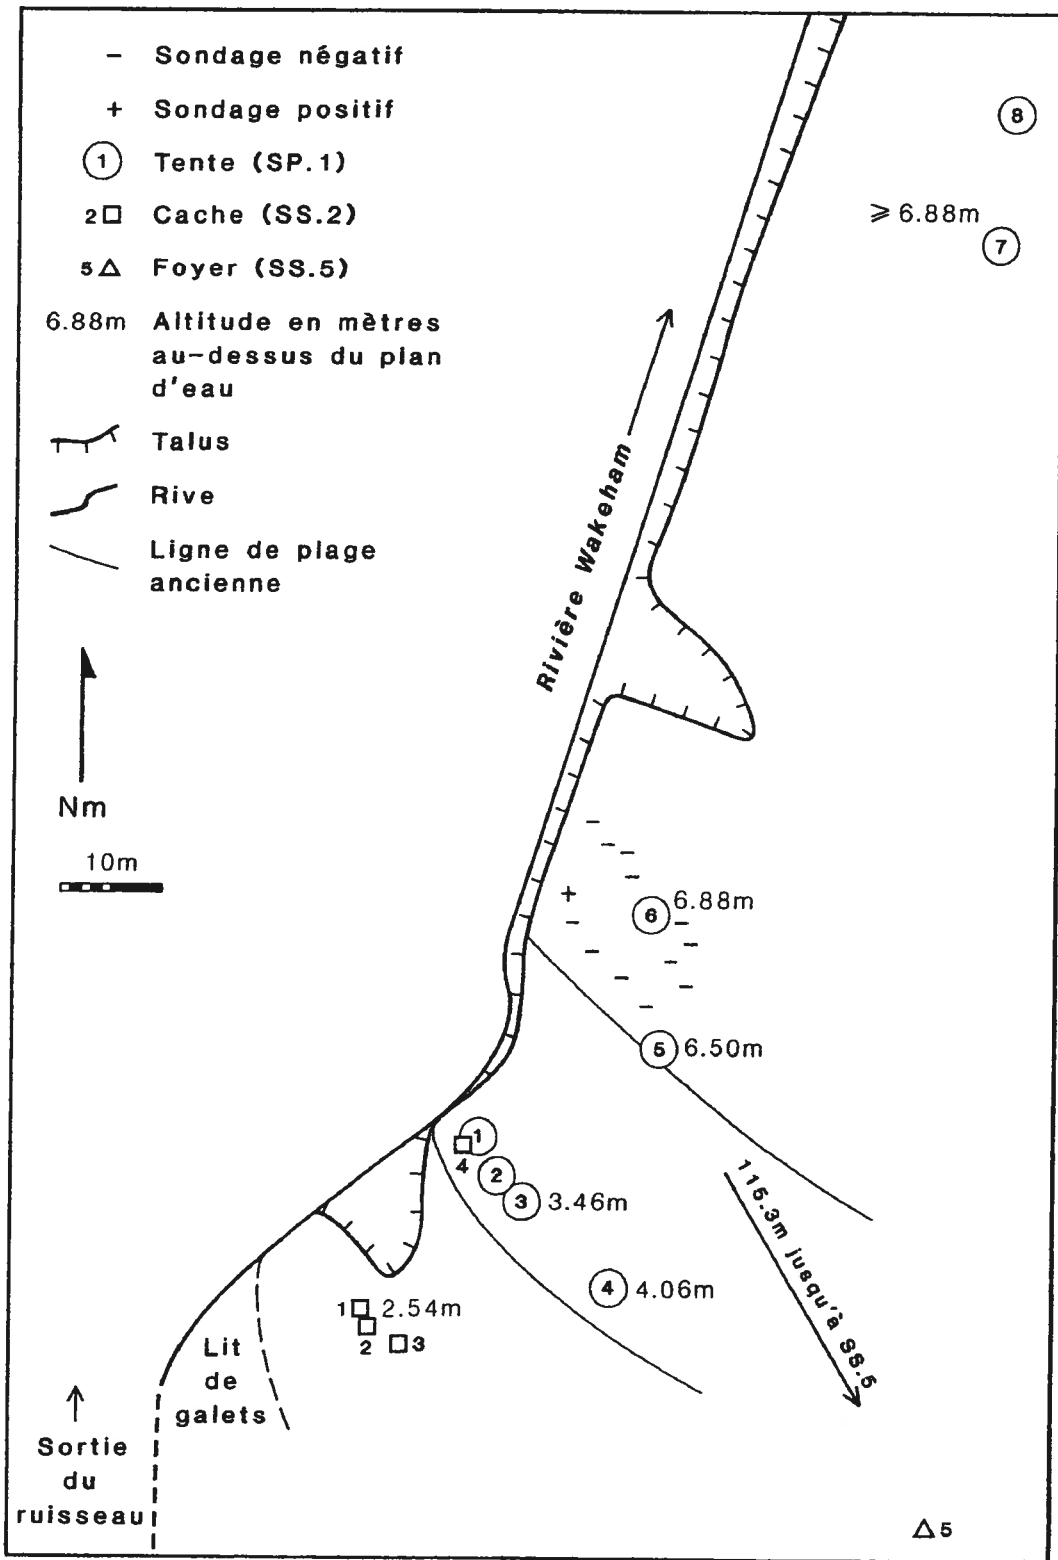 – Sondage négatif
+ Sondage positif
1 Tente (SP.1)
2 Cache (SS.2)
5 Foyer (SS.5)
6.88m Altitude en mètres
au-dessus du plan
d'eau
Talus
Rive
Ligne de plage
ancienne
Nm
10m
Rivière Wakeham
8
≥ 6.88m
7
6 6.88m
5 6.50m
1
4
2
3 3.46m
4 4.06m
115.3m jusqu'à SS.5
1 2.54m
2
3
Lit
de
galets
Sortie
du
ruisseau
5